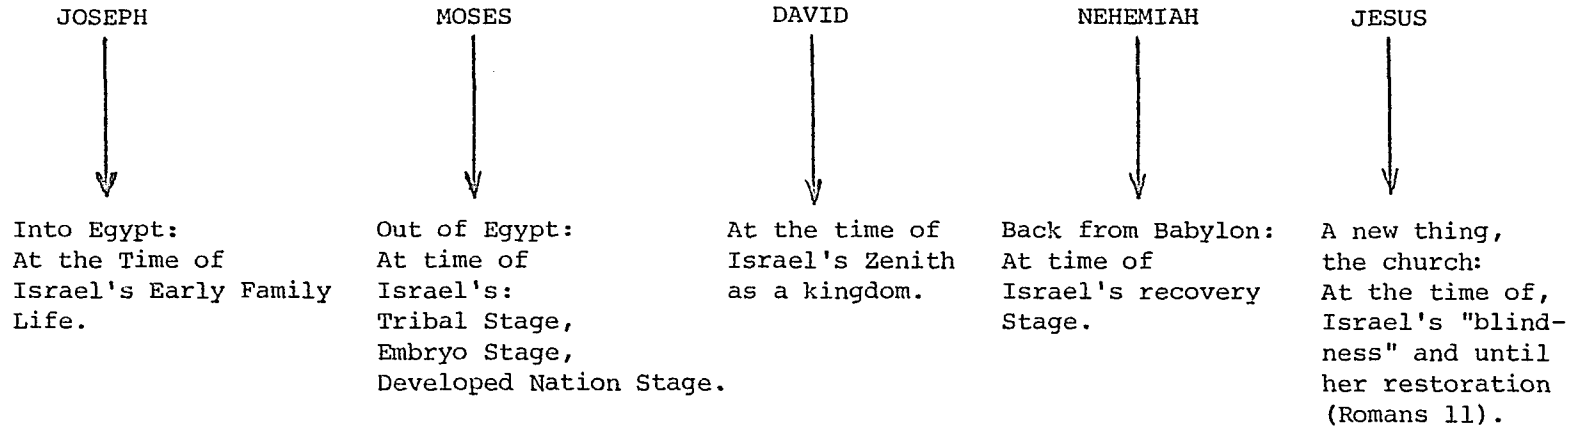 JOSEPH
MOSES
DAVID
NEHEMIAH
JESUS
Into Egypt:
At the Time of
Israel's Early Family
Life.
Out of Egypt:
At time of
Israel's:
Tribal Stage,
Embryo Stage,
Developed Nation Stage.
At the time of
Israel's Zenith
as a kingdom.
Back from Babylon:
At time of
Israel's recovery
Stage.
A new thing,
the church:
At the time of,
Israel's "blind-
ness" and until
her restoration
(Romans 11).